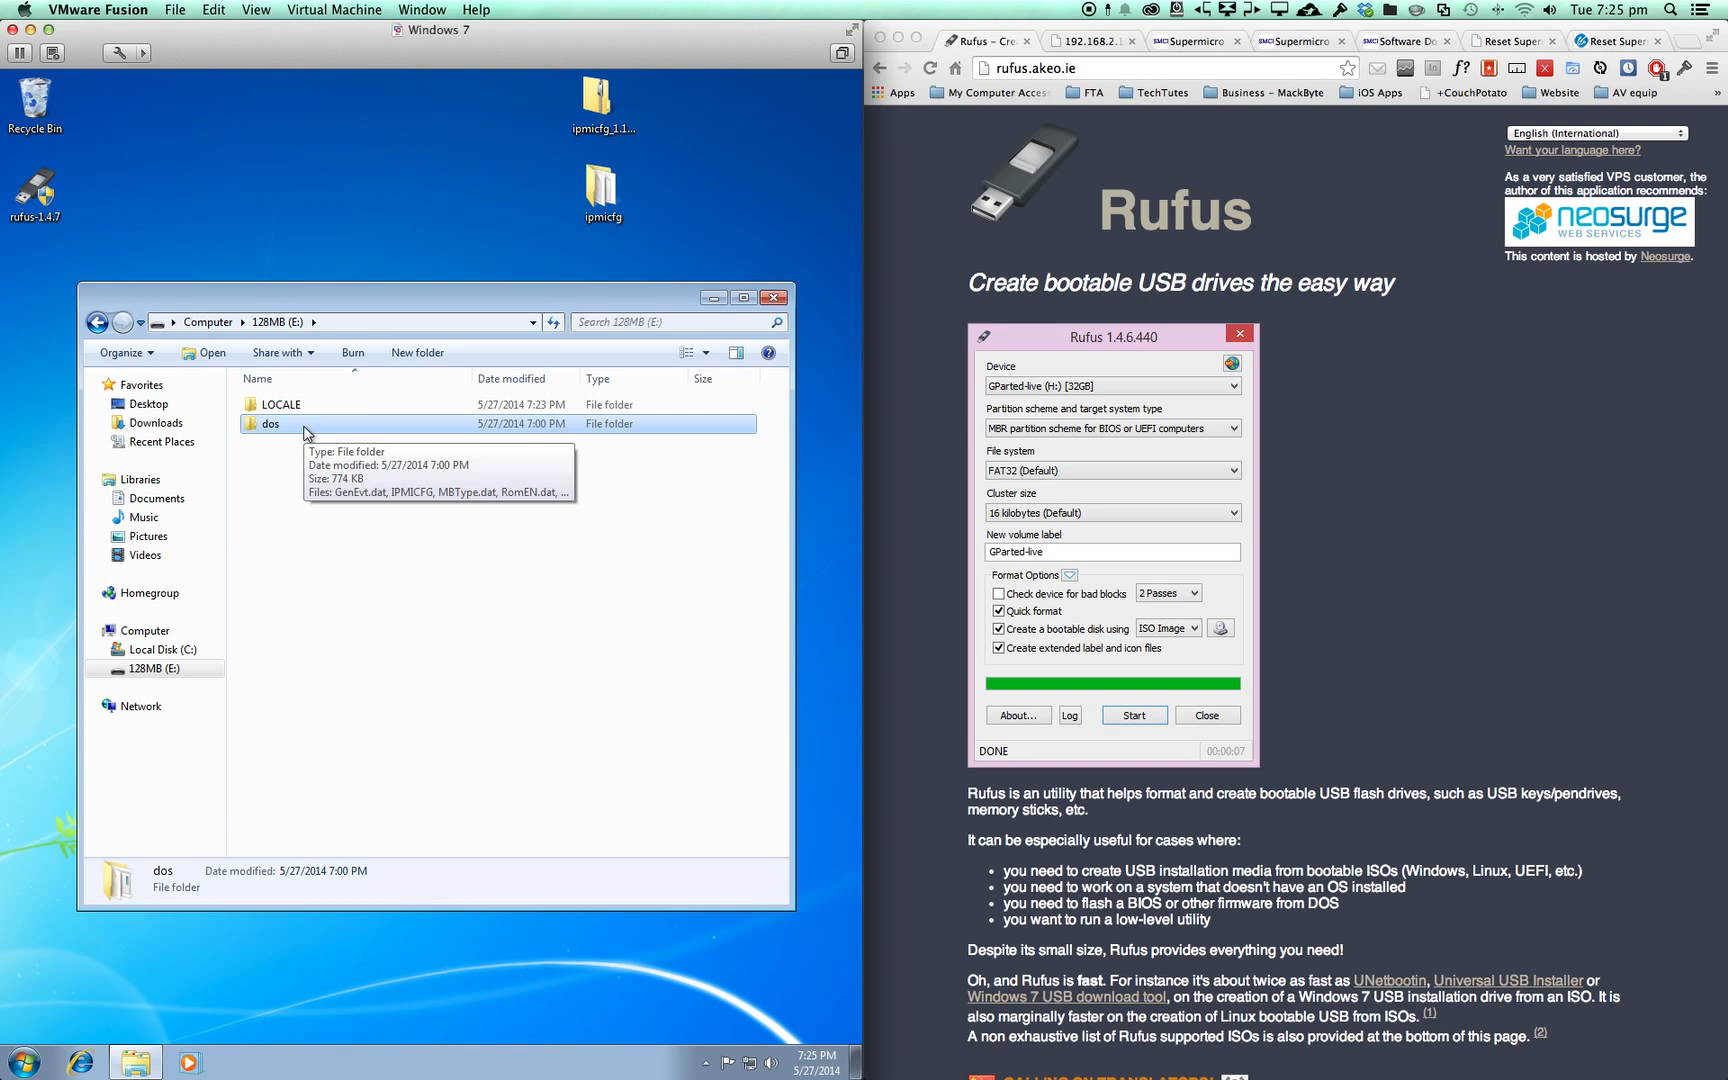 VMware Fusion File Edit View Virtual Machine Window Help
Tue 7:25 pm
Windows 7
Recycle Bin
rufus-1.4.7
ipmicfg_1.1...
ipmicfg
Computer 128MB (E:)
Search 128MB (E:)
Organize Open Share with Burn New folder
Name Date modified Type Size
LOCALE 5/27/2014 7:23 PM File folder
dos 5/27/2014 7:00 PM File folder
Type: File folder
Date modified: 5/27/2014 7:00 PM
Size: 774 KB
Files: GenEvt.dat, IPMICFG, MBType.dat, RomEN.dat, ...
Favorites
Desktop
Downloads
Recent Places
Libraries
Documents
Music
Pictures
Videos
Homegroup
Computer
Local Disk (C:)
128MB (E:)
Network
dos Date modified: 5/27/2014 7:00 PM
File folder
7:25 PM
5/27/2014
Rufus - Cre
192.168.2.1
SMCI Supermicro
SMCI Supermicro
SMCI Software Do
Reset Super
Reset Super
rufus.akeo.ie
Apps My Computer Access FTA TechTutes Business - MackByte iOS Apps +CouchPotato Website AV equip »
English (International)
Want your language here?
As a very satisfied VPS customer, the
author of this application recommends:
neosurge
WEB SERVICES
This content is hosted by Neosurge.
Rufus
Create bootable USB drives the easy way
Rufus 1.4.6.440
Device
GParted-live (H:) [32GB]
Partition scheme and target system type
MBR partition scheme for BIOS or UEFI computers
File system
FAT32 (Default)
Cluster size
16 kilobytes (Default)
New volume label
GParted-live
Format Options
Check device for bad blocks 2 Passes
Quick format
Create a bootable disk using ISO Image
Create extended label and icon files
About... Log Start Close
DONE 00:00:07
Rufus is an utility that helps format and create bootable USB flash drives, such as USB keys/pendrives,
memory sticks, etc.
It can be especially useful for cases where:
• you need to create USB installation media from bootable ISOs (Windows, Linux, UEFI, etc.)
• you need to work on a system that doesn't have an OS installed
• you need to flash a BIOS or other firmware from DOS
• you want to run a low-level utility
Despite its small size, Rufus provides everything you need!
Oh, and Rufus is fast. For instance it's about twice as fast as UNetbootin, Universal USB Installer or
Windows 7 USB download tool, on the creation of a Windows 7 USB installation drive from an ISO. It is
also marginally faster on the creation of Linux bootable USB from ISOs. (1)
A non exhaustive list of Rufus supported ISOs is also provided at the bottom of this page. (2)